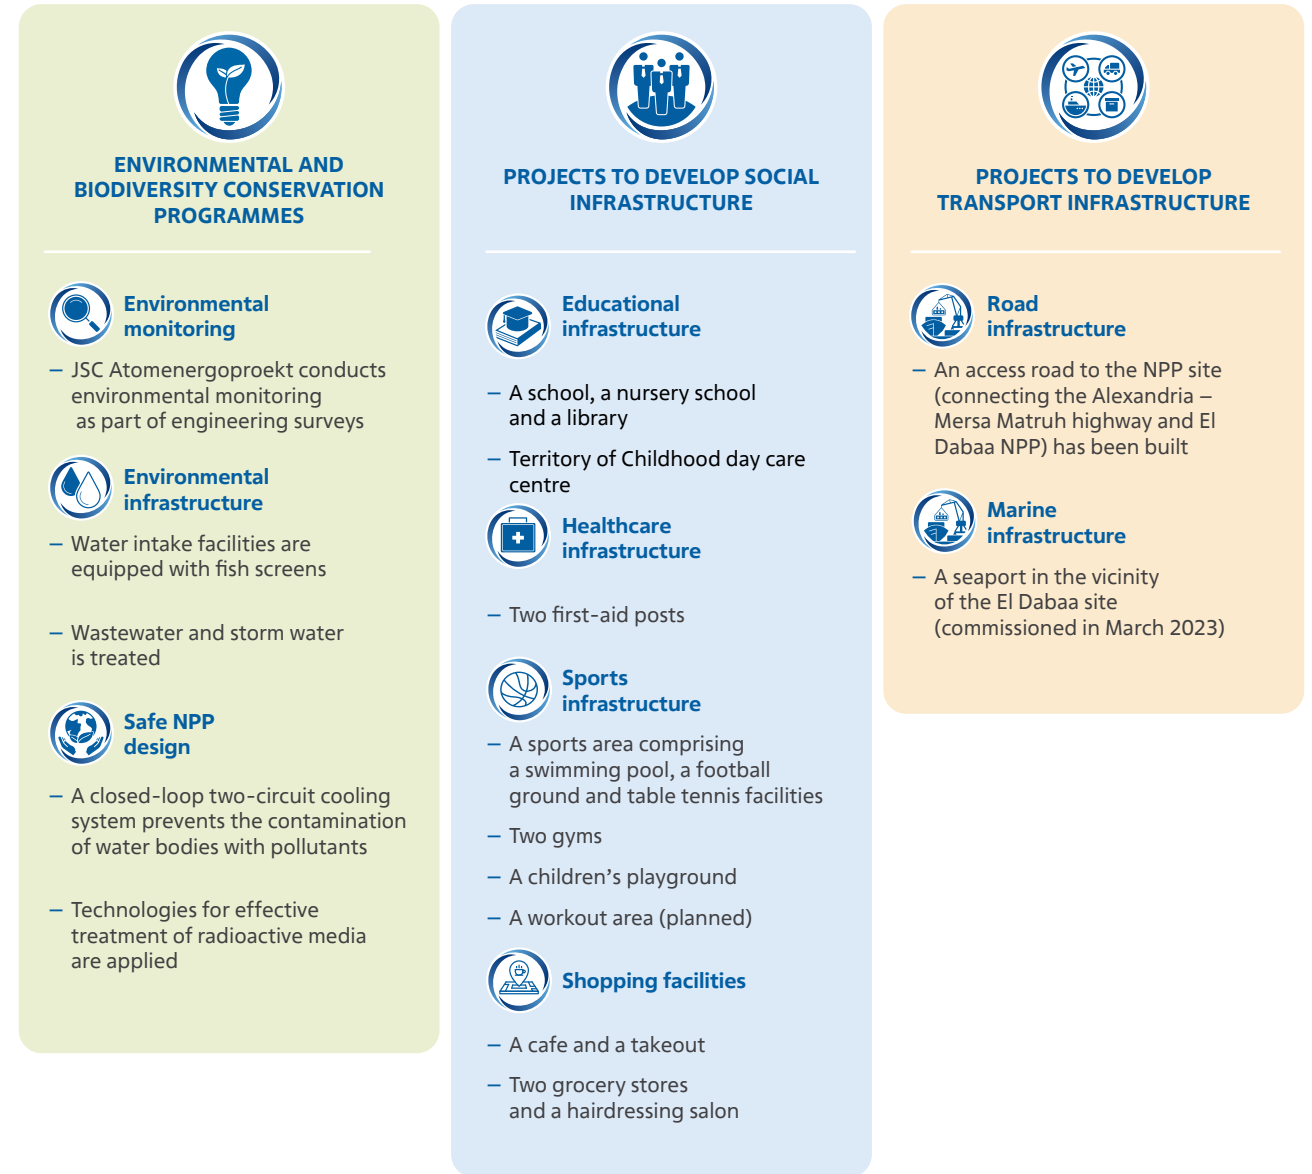 ENVIRONMENTAL AND
BIODIVERSITY CONSERVATION
PROGRAMMES
Environmental
monitoring
– JSC Atomenergoproekt conducts
environmental monitoring
as part of engineering surveys
Environmental
infrastructure
– Water intake facilities are
equipped with fish screens
– Wastewater and storm water
is treated
Safe NPP
design
– A closed-loop two-circuit cooling
system prevents the contamination
of water bodies with pollutants
– Technologies for effective
treatment of radioactive media
are applied
PROJECTS TO DEVELOP SOCIAL
INFRASTRUCTURE
Educational
infrastructure
– A school, a nursery school
and a library
– Territory of Childhood day care
centre
Healthcare
infrastructure
– Two first-aid posts
Sports
infrastructure
– A sports area comprising
a swimming pool, a football
ground and table tennis facilities
– Two gyms
– A children’s playground
– A workout area (planned)
Shopping facilities
– A cafe and a takeout
– Two grocery stores
and a hairdressing salon
PROJECTS TO DEVELOP
TRANSPORT INFRASTRUCTURE
Road
infrastructure
– An access road to the NPP site
(connecting the Alexandria –
Mersa Matruh highway and El
Dabaa NPP) has been built
Marine
infrastructure
– A seaport in the vicinity
of the El Dabaa site
(commissioned in March 2023)